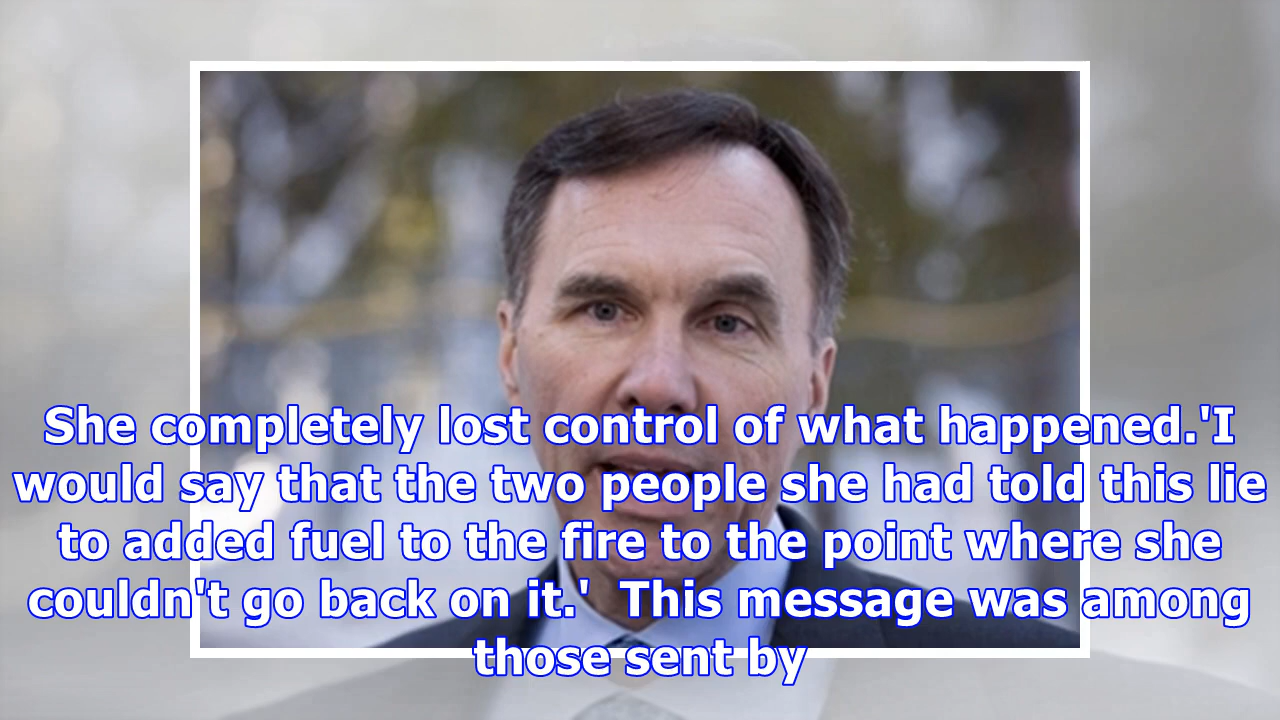 She completely lost control of what happened.'I
would say that the two people she had told this lie
to added fuel to the fire to the point where she
couldn't go back on it.'  This message was among
those sent by